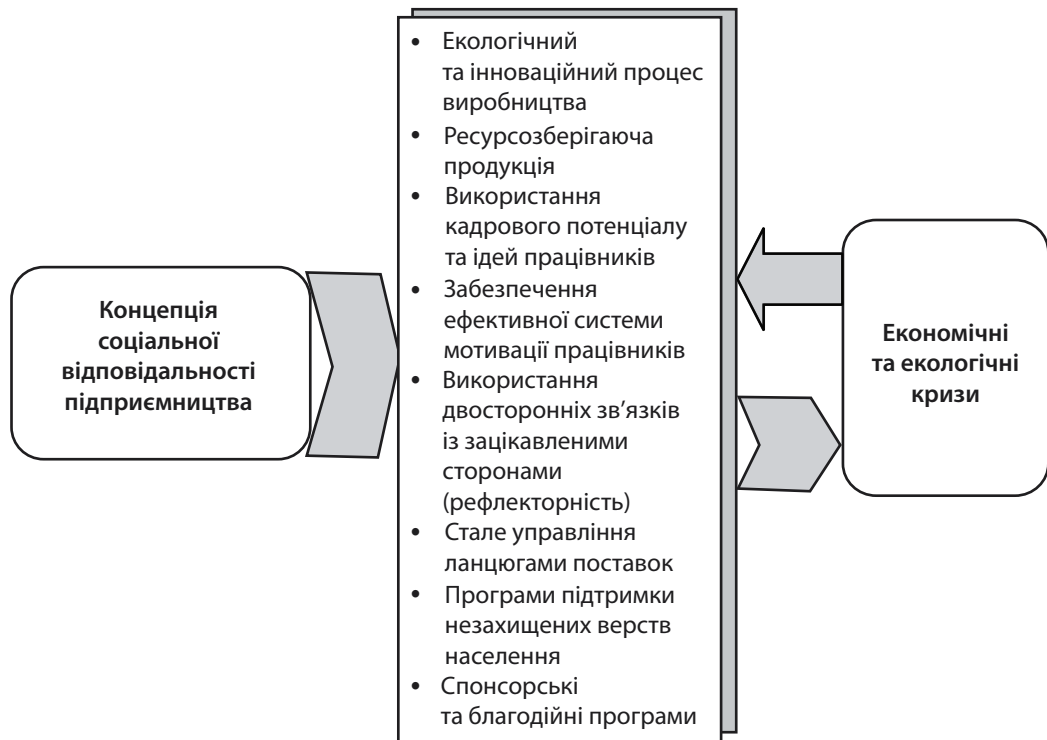 Концепція
соціальної
відповідальності
підприємництва
• Екологічний
та інноваційний процес
виробництва
• Ресурсозберігаюча
продукція
• Використання
кадрового потенціалу
та ідей працівників
• Забезпечення
ефективної системи
мотивації працівників
• Використання
двосторонніх зв’язків
із зацікавленими
сторонами
(рефлекторність)
• Стале управління
ланцюгами поставок
• Програми підтримки
незахищених верств
населення
• Спонсорські
та благодійні програми
Економічні
та екологічні
кризи